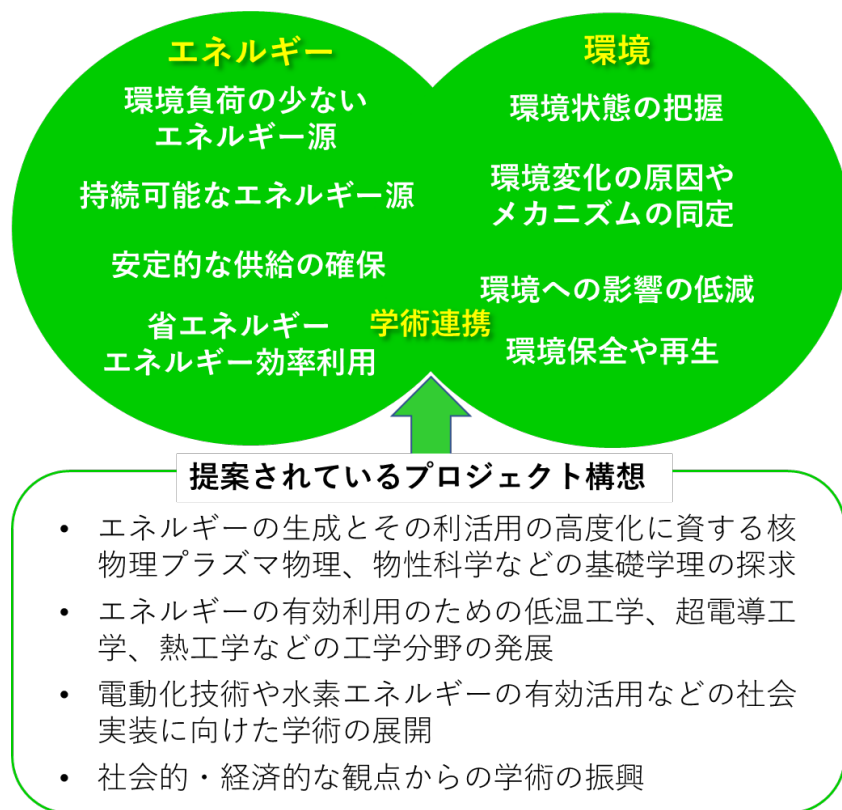 エネルギー
環境負荷の少ない
エネルギー源
持続可能なエネルギー源
安定的な供給の確保
省エネルギー
エネルギー効率利用
学術連携
環境
環境状態の把握
環境変化の原因や
メカニズムの同定
環境への影響の低減
環境保全や再生
提案されているプロジェクト構想
• エネルギーの生成とその利活用の高度化に資する核
物理プラズマ物理、物性科学などの基礎学理の探求
• エネルギーの有効利用のための低温工学、超電導工
学、熱工学などの工学分野の発展
• 電動化技術や水素エネルギーの有効活用などの社会
実装に向けた学術の展開
• 社会的・経済的な観点からの学術の振興